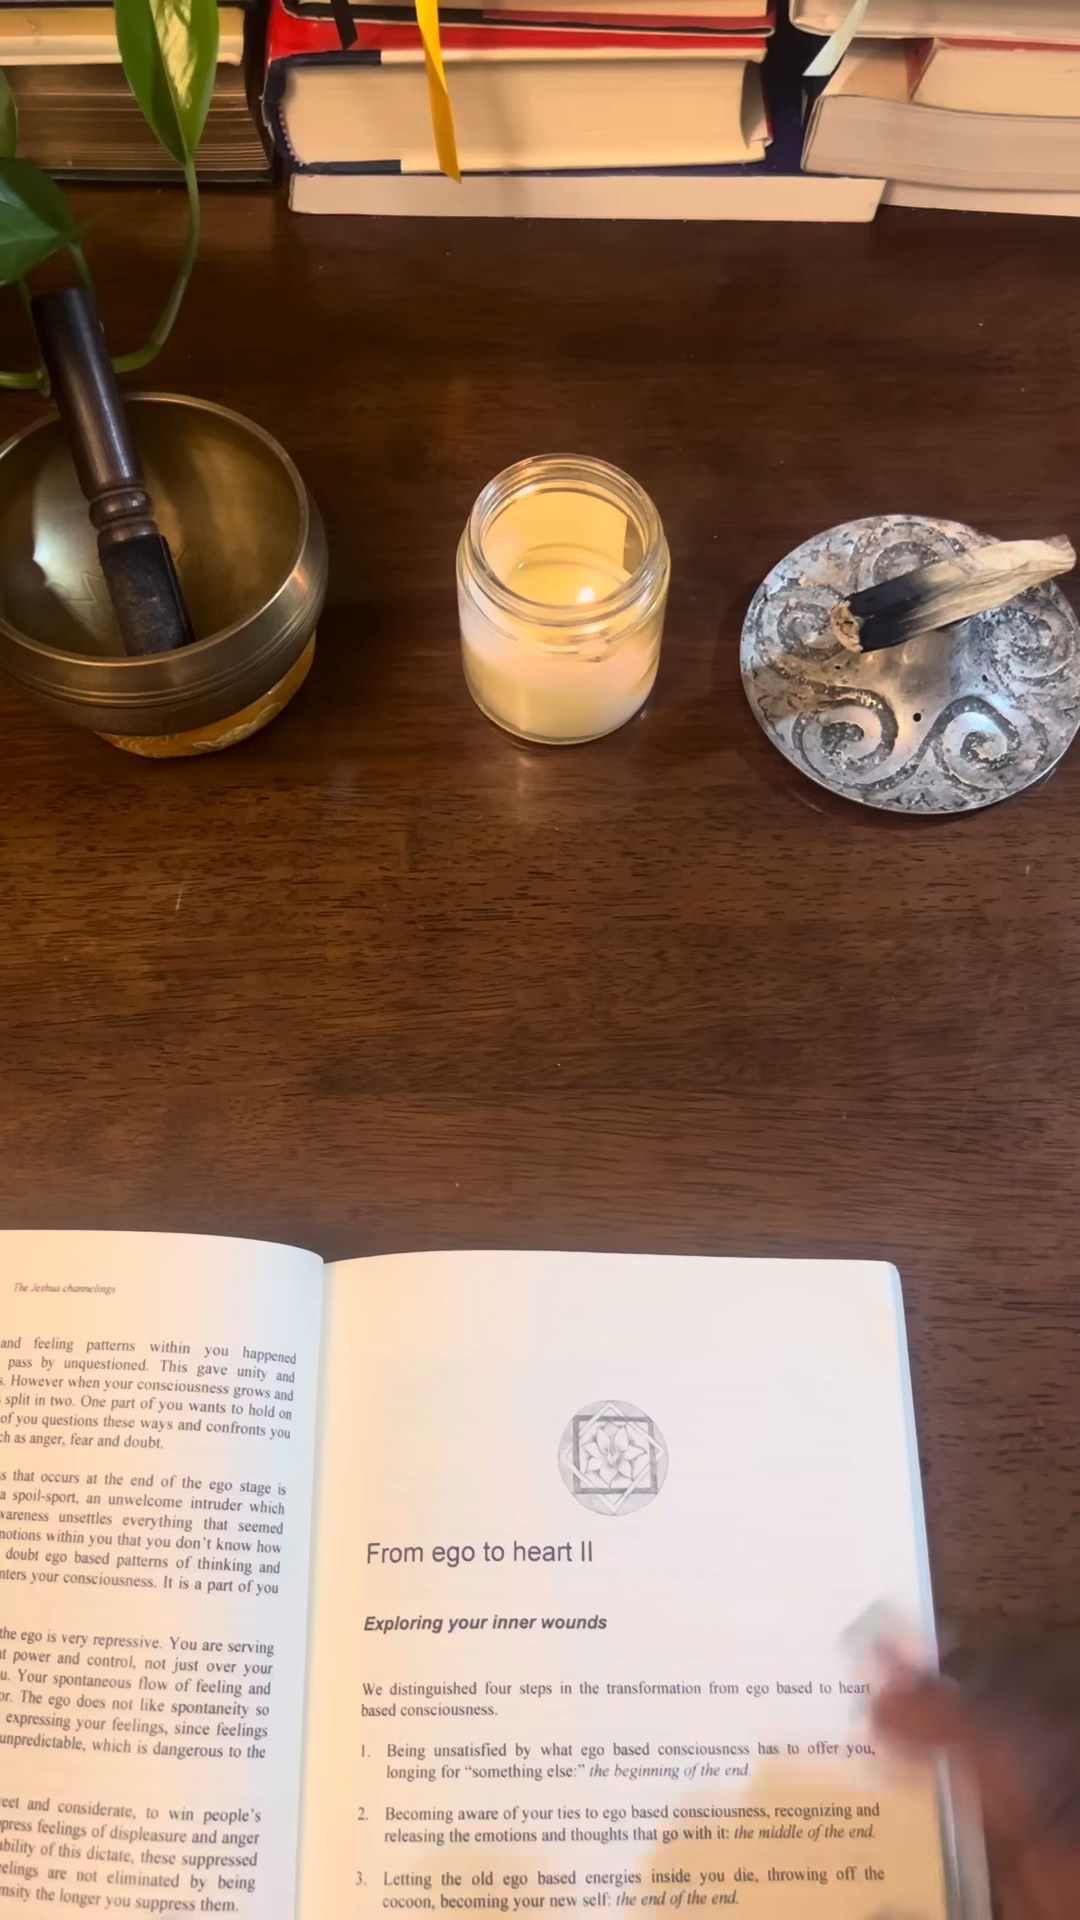 The Jeshua channelings
and feeling patterns within you happened
pass by unquestioned. This gave unity and
However when your consciousness grows and
split in two. One part of you wants to hold on
of you questions these ways and confronts you
as anger, fear and doubt.
that occurs at the end of the ego stage is
a spoil-sport, an unwelcome intruder which
unsettles everything that seemed
within you that you don't know how
doubt ego based patterns of thinking and
your consciousness. It is a part of you
the ego is very repressive. You are serving
power and control, not just over your
Your spontaneous flow of feeling and
The ego does not like spontaneity so
expressing your feelings, since feelings
unpredictable, which is dangerous to the
and considerate, to win people's
feelings of displeasure and anger
of this dictate, these suppressed
are not eliminated by being
the longer you suppress them.
From ego to heart II
Exploring your inner wounds
We distinguished four steps in the transformation from ego based to heart
based consciousness.
1. Being unsatisfied by what ego based consciousness has to offer you,
longing for “something else:” the beginning of the end.
2. Becoming aware of your ties to ego based consciousness, recognizing and
releasing the emotions and thoughts that go with it: the middle of the end.
3. Letting the old ego based energies inside you die, throwing off the
cocoon, becoming your new self: the end of the end.